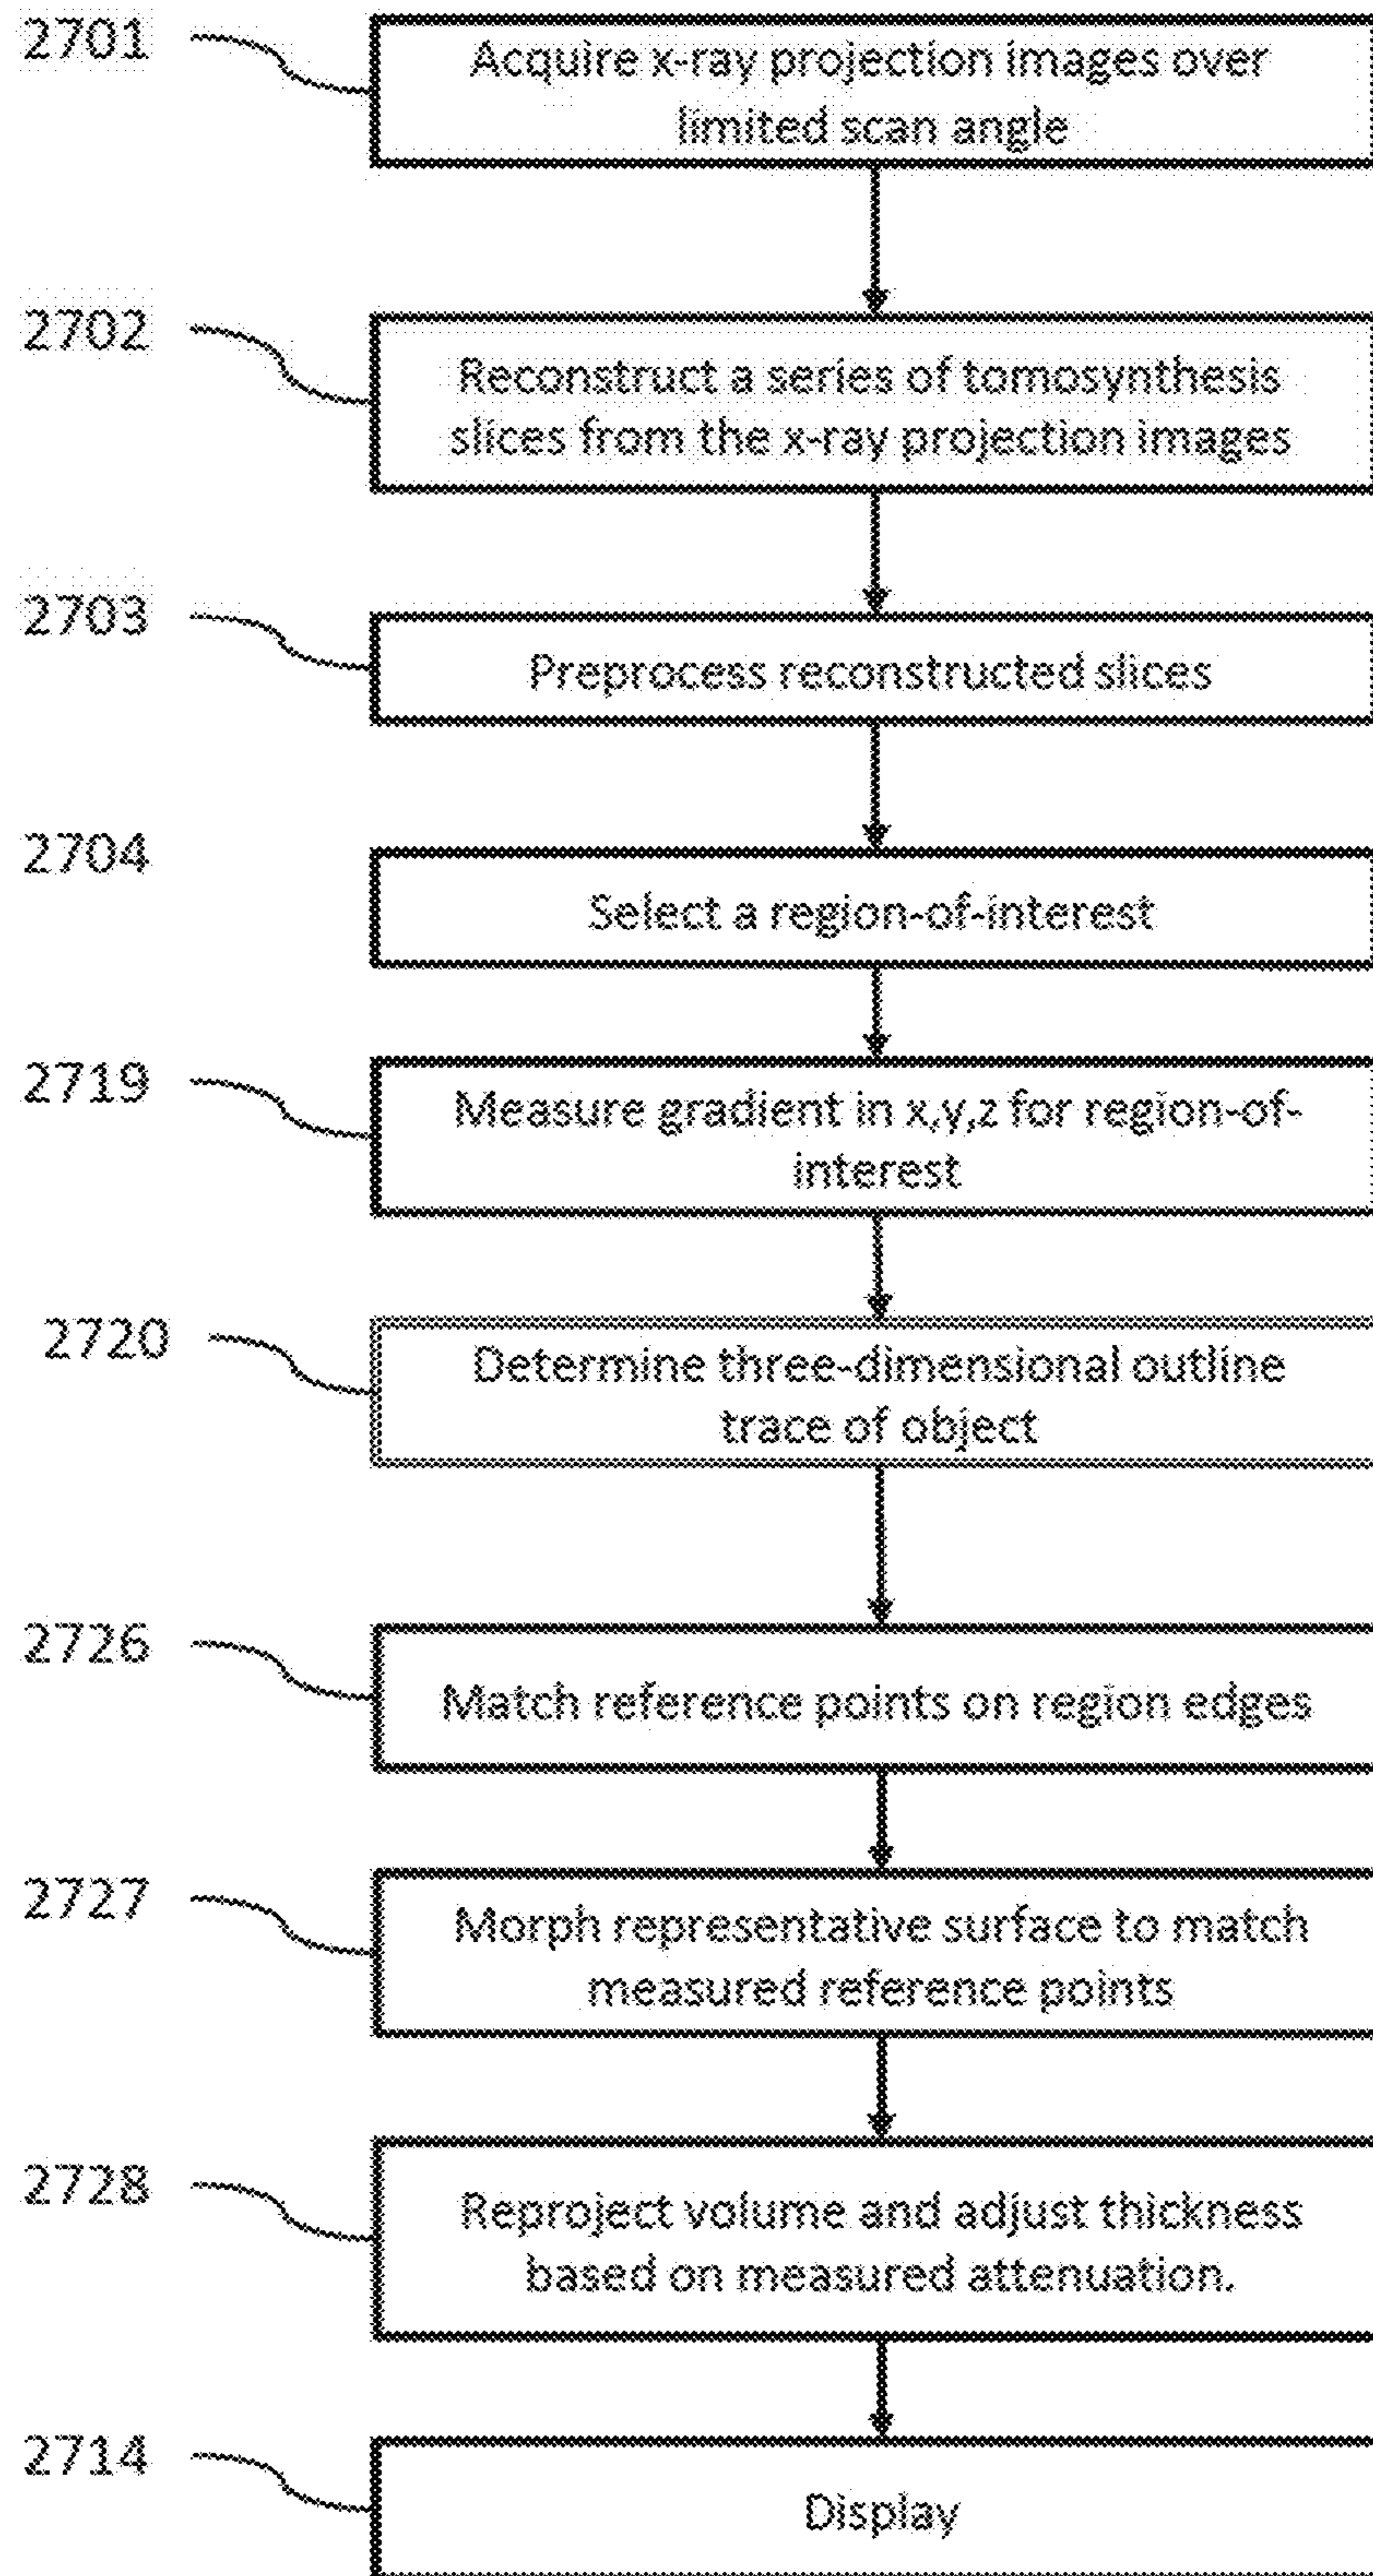 2701
Acquire x-ray projection images over
limited scan angle
2702
Reconstruct a series of tomosynthesis
slices from the x-ray projection images
2703
Preprocess reconstructed slices
2704
Select a region-of-interest
2719
Measure gradient in x,y,z for region-of-
interest
2720
Determine three-dimensional outline
trace of object
2726
Match reference points on region edges
2727
Morph representative surface to match
measured reference points
2728
Reproject volume and adjust thickness
based on measured attenuation.
2714
Display